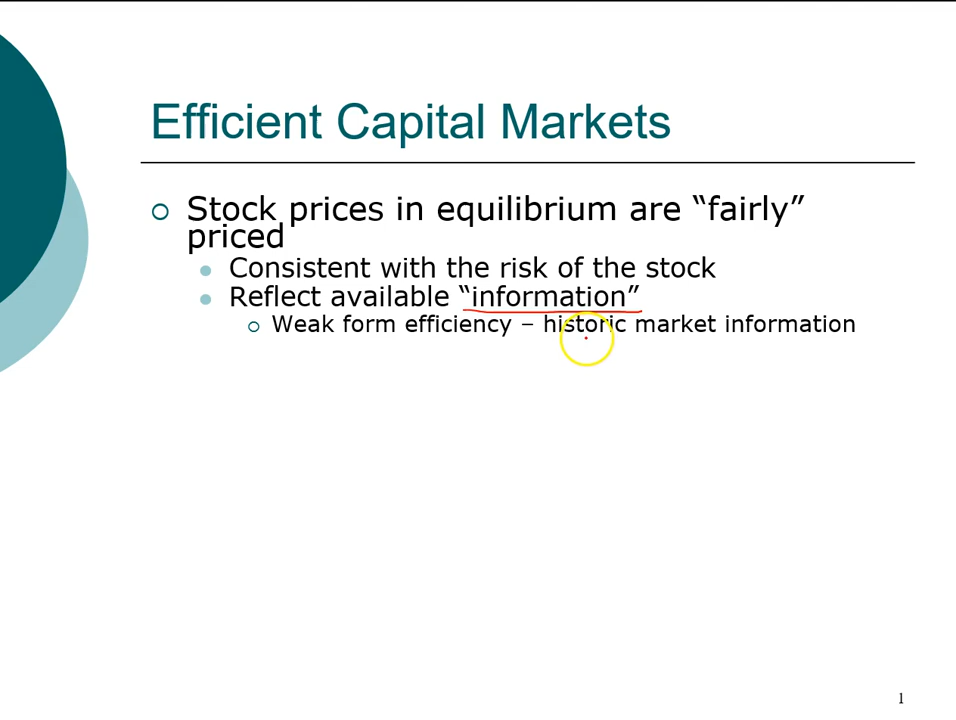 Efficient Capital Markets
Stock prices in equilibrium are “fairly”
priced
Consistent with the risk of the stock
Reflect available “information”
Weak form efficiency – historic market information
1